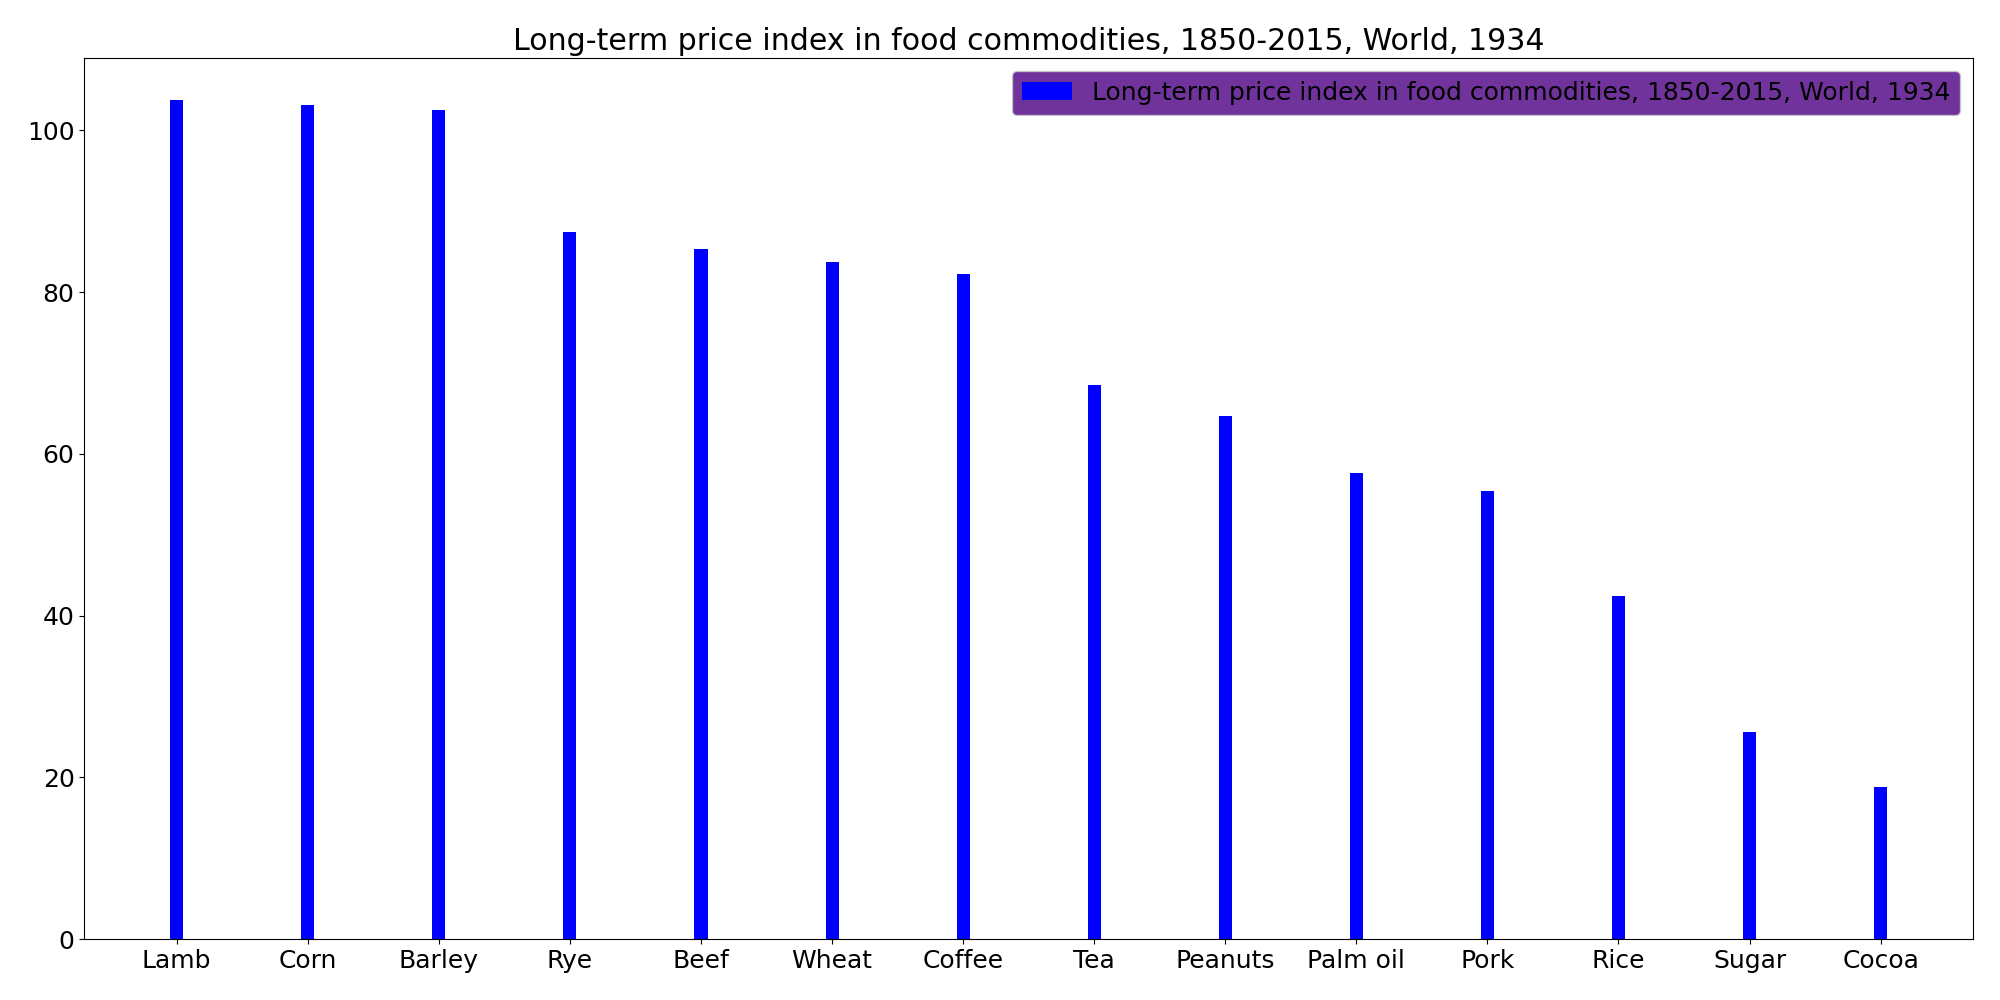 Long-term price index in food commodities, 1850-2015, World, 1934
Long-term price index in food commodities, 1850-2015, World, 1934
100
80
60
40
20
0
Lamb Corn Barley Rye Beef Wheat Coffee Tea Peanuts Palm oil Pork Rice Sugar Cocoa